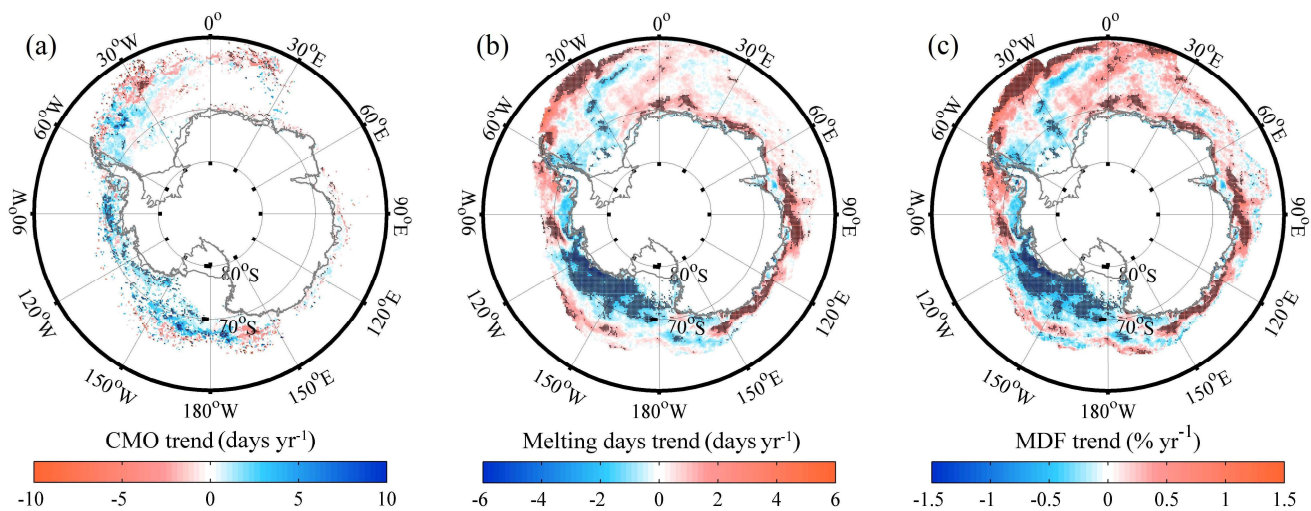 (a)
0°
30°E
60°E
90°E
120°E
150°E
180°W
150°W
120°W
90°W
60°W
30°W
80°S
70°S
CMO trend (days yr⁻¹)
-10 -5 0 5 10
(b)
0°
30°E
60°E
90°E
120°E
150°E
180°W
150°W
120°W
90°W
60°W
30°W
80°S
70°S
Melting days trend (days yr⁻¹)
-6 -4 -2 0 2 4 6
(c)
0°
30°E
60°E
90°E
120°E
150°E
180°W
150°W
120°W
90°W
60°W
30°W
80°S
70°S
MDF trend (% yr⁻¹)
-1.5 -1 -0.5 0 0.5 1 1.5